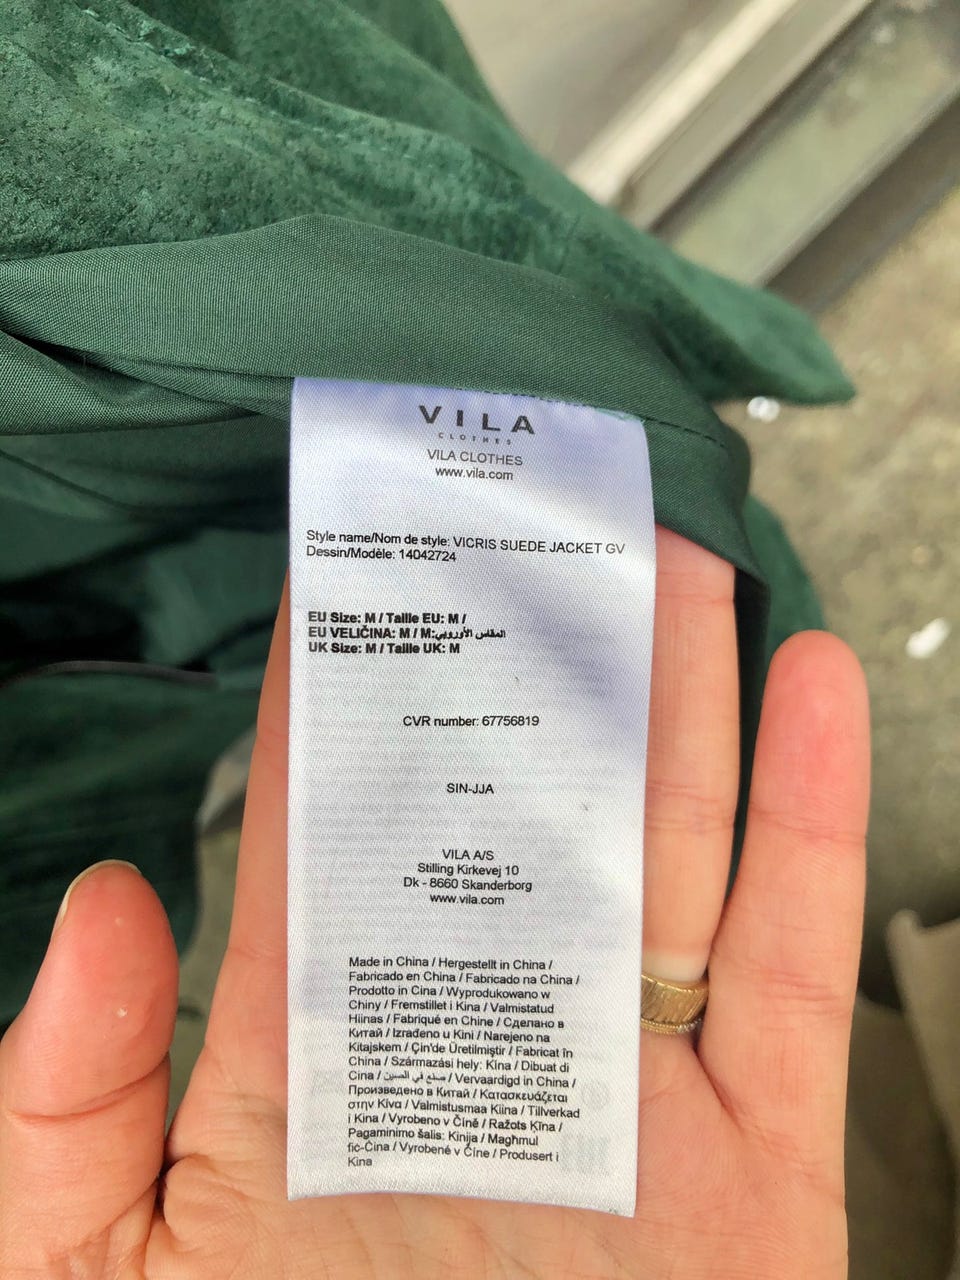 VILA
CLOTHES
VILA CLOTHES
www.vila.com
Style name/Nom de style: VICRIS SUEDE JACKET GV
Dessin/Modèle: 14042724
EU Size: M / Taille EU: M /
EU VELIČINA: M / M:المقاس الأوروبي
UK Size: M / Taille UK: M
CVR number: 67756819
SIN-JJA
VILA A/S
Stilling Kirkevej 10
Dk - 8660 Skanderborg
www.vila.com
Made in China / Hergestellt in China /
Fabricado en China / Fabricado na China /
Prodotto in Cina / Wyprodukowano w
Chiny / Fremstillet i Kina / Valmistatud
Hiinas / Fabriqué en Chine / Сделано в
Китай / Izrađeno u Kini / Narejeno na
Kitajskem / Çin'de Üretilmiştir / Fabricat în
China / Származási hely: Kína / Dibuat di
Cina / صنع في الصين / Vervaardigd in China /
Произведено в Китай / Κατασκευάζεται
στην Κίνα / Valmistusmaa Kiina / Tillverkad
i Kina / Vyrobeno v Číně / Ražots Ķīna /
Pagaminimo šalis: Kinija / Magħmul
fic-Ċina / Vyrobené v Číne / Produsert i
Kina